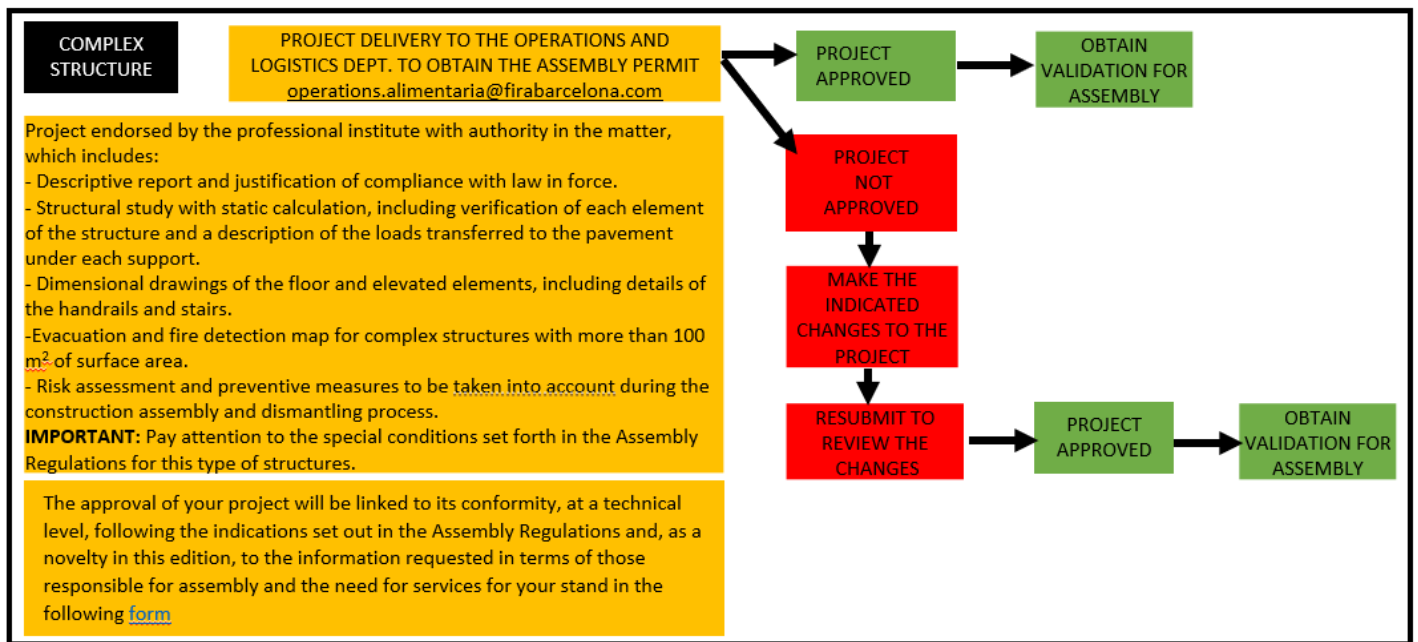 COMPLEX
STRUCTURE
PROJECT DELIVERY TO THE OPERATIONS AND
LOGISTICS DEPT. TO OBTAIN THE ASSEMBLY PERMIT
operations.alimentaria@firabarcelona.com
PROJECT
APPROVED
OBTAIN
VALIDATION FOR
ASSEMBLY
Project endorsed by the professional institute with authority in the matter,
which includes:
- Descriptive report and justification of compliance with law in force.
- Structural study with static calculation, including verification of each element
of the structure and a description of the loads transferred to the pavement
under each support.
- Dimensional drawings of the floor and elevated elements, including details of
the handrails and stairs.
-Evacuation and fire detection map for complex structures with more than 100
m² of surface area.
- Risk assessment and preventive measures to be taken into account during the
construction assembly and dismantling process.
IMPORTANT: Pay attention to the special conditions set forth in the Assembly
Regulations for this type of structures.
PROJECT
NOT
APPROVED
MAKE THE
INDICATED
CHANGES TO THE
PROJECT
RESUBMIT TO
REVIEW THE
CHANGES
PROJECT
APPROVED
OBTAIN
VALIDATION FOR
ASSEMBLY
The approval of your project will be linked to its conformity, at a technical
level, following the indications set out in the Assembly Regulations and, as a
novelty in this edition, to the information requested in terms of those
responsible for assembly and the need for services for your stand in the
following form